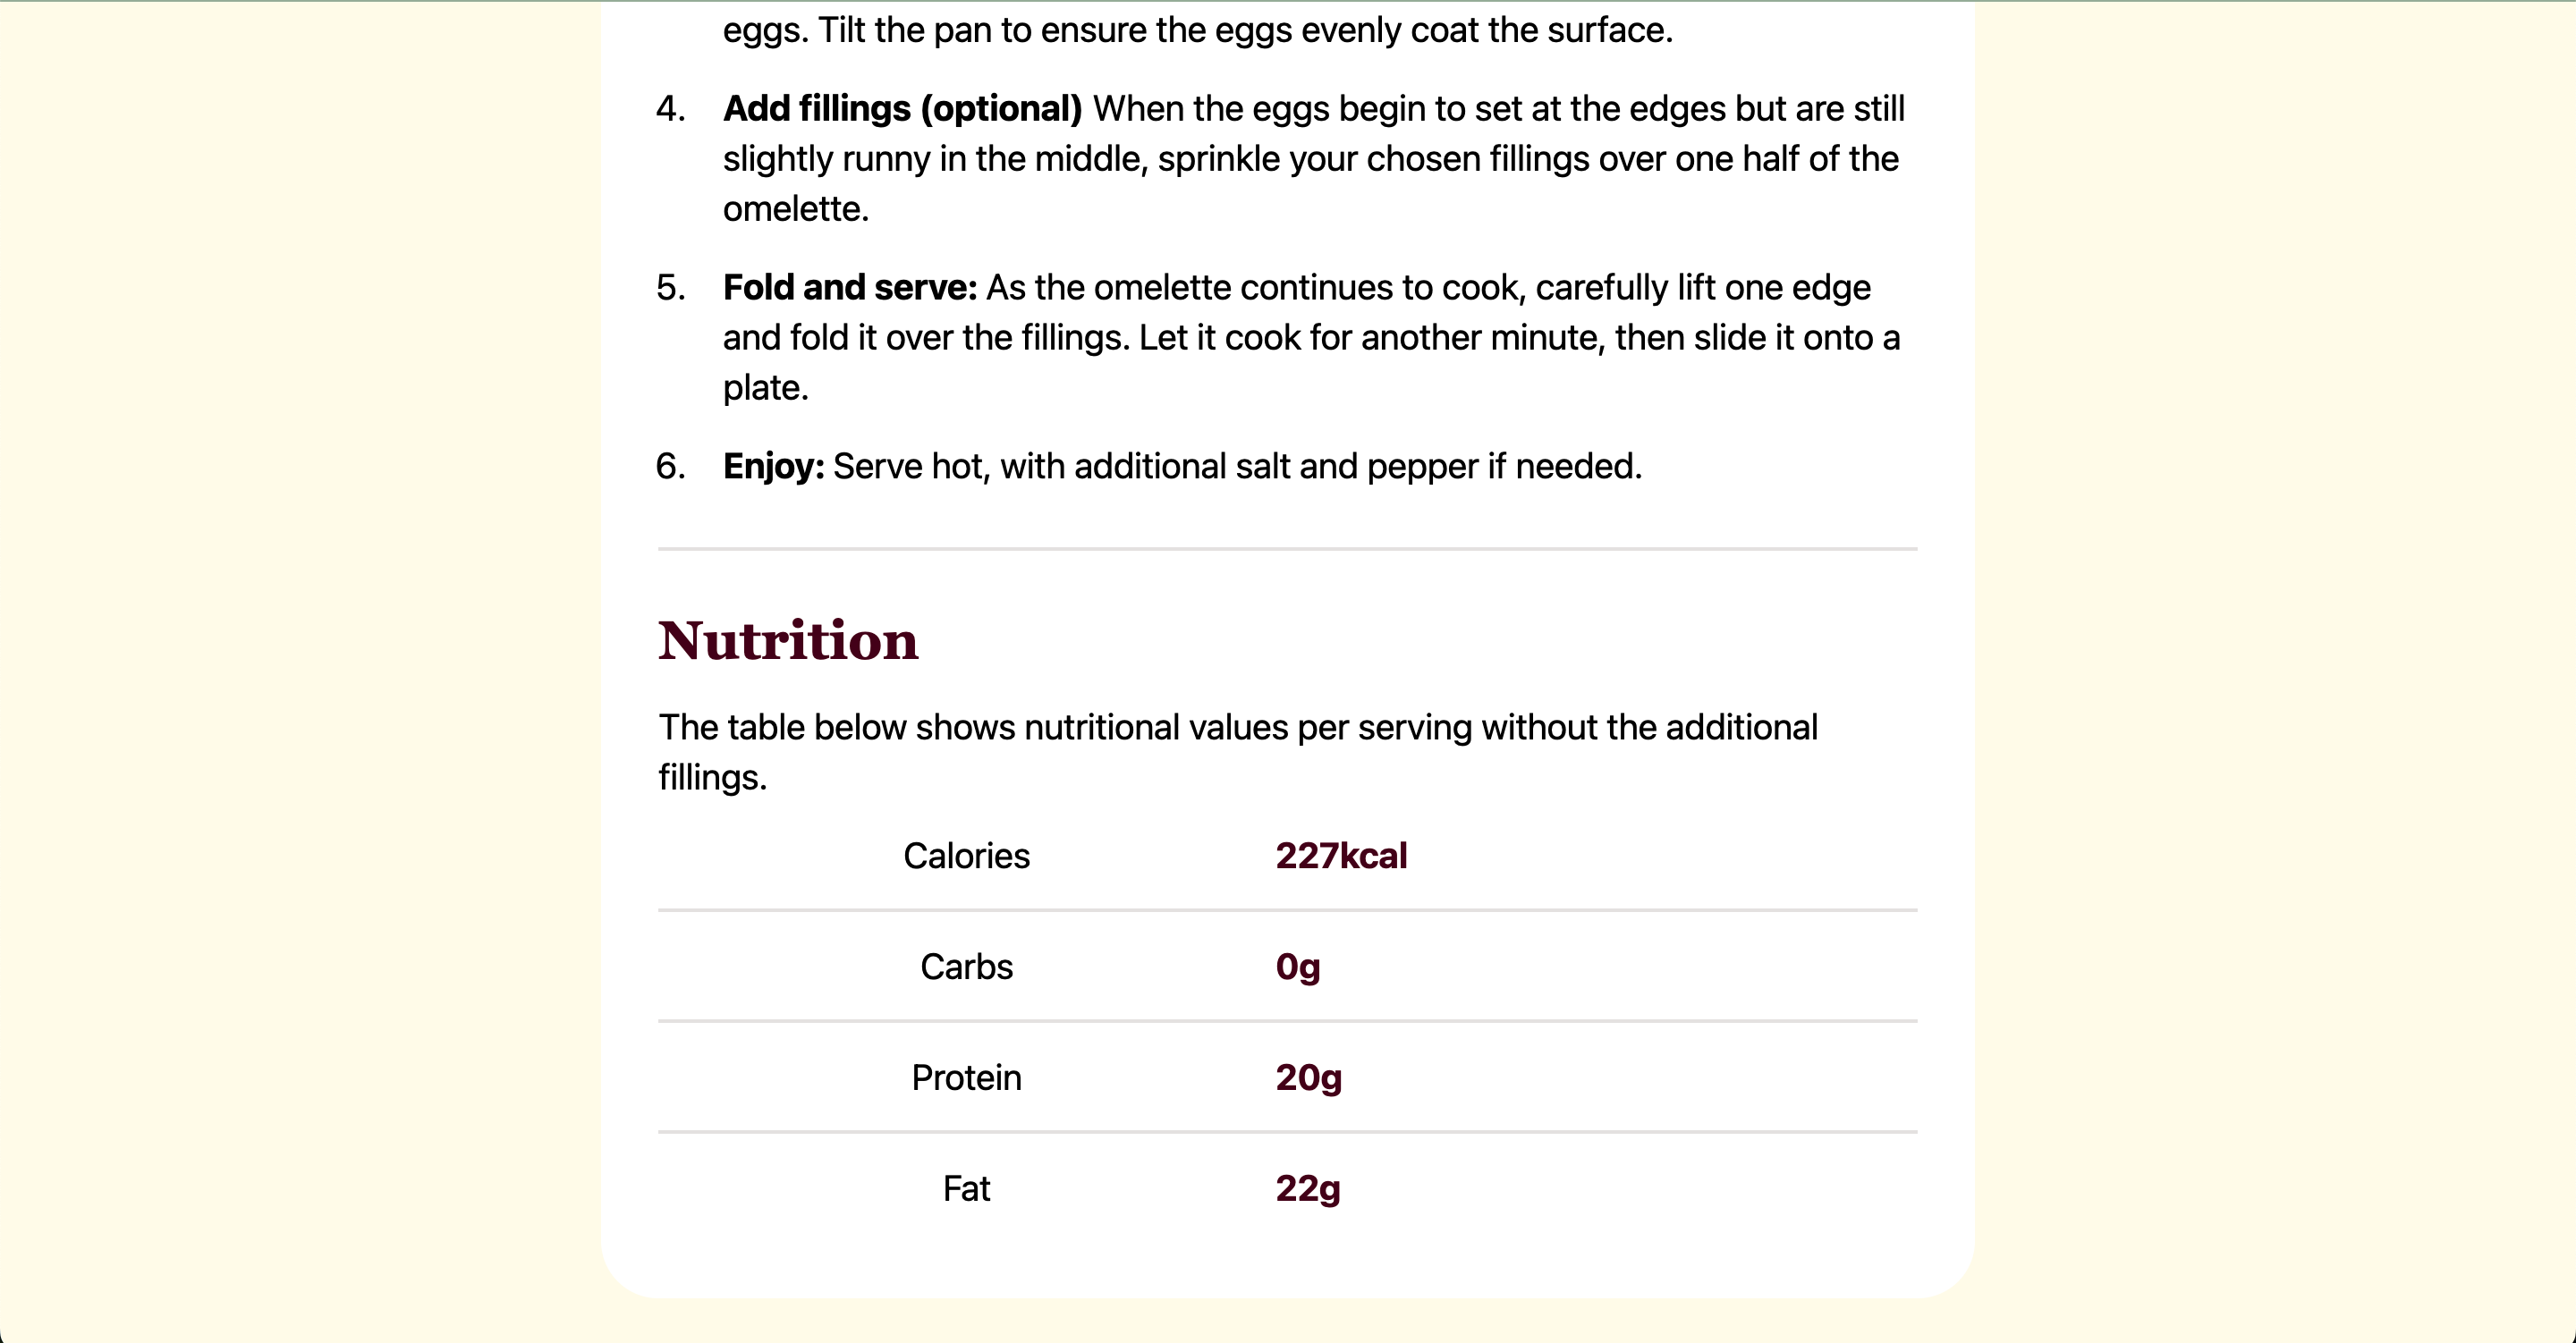 eggs. Tilt the pan to ensure the eggs evenly coat the surface.
4. Add fillings (optional) When the eggs begin to set at the edges but are still
slightly runny in the middle, sprinkle your chosen fillings over one half of the
omelette.
5. Fold and serve: As the omelette continues to cook, carefully lift one edge
and fold it over the fillings. Let it cook for another minute, then slide it onto a
plate.
6. Enjoy: Serve hot, with additional salt and pepper if needed.
Nutrition
The table below shows nutritional values per serving without the additional
fillings.
Calories 227kcal
Carbs 0g
Protein 20g
Fat 22g